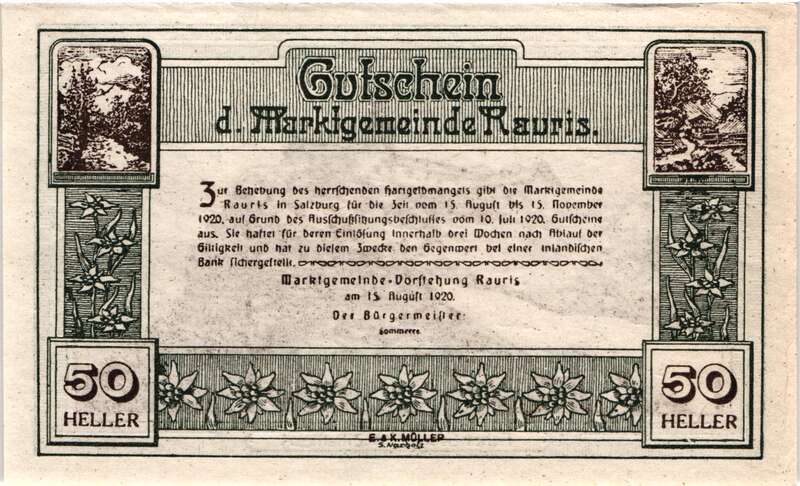 Gutschein
d. Marktgemeinde Rauris.
Zur Behebung des herrschenden Hartgeldmangels gibt die Marktgemeinde
Rauris in Salzburg für die Zeit vom 15. August bis 15. November
1920, auf Grund des Ausschußsitzungsbeschlußes vom 10. Juli 1920. Gutscheine
aus. Sie haftet für deren Einlösung innerhalb drei Wochen nach Ablauf der
Giltigkeit und hat zu diesem Zwecke den Gegenwert bei einer inländischen
Bank sichergestellt.
Marktgemeinde-Vorstehung Rauris
am 15. August 1920.
Der Bürgermeister:
Sommerer
50
HELLER
50
HELLER
E. & K. MÜLLER